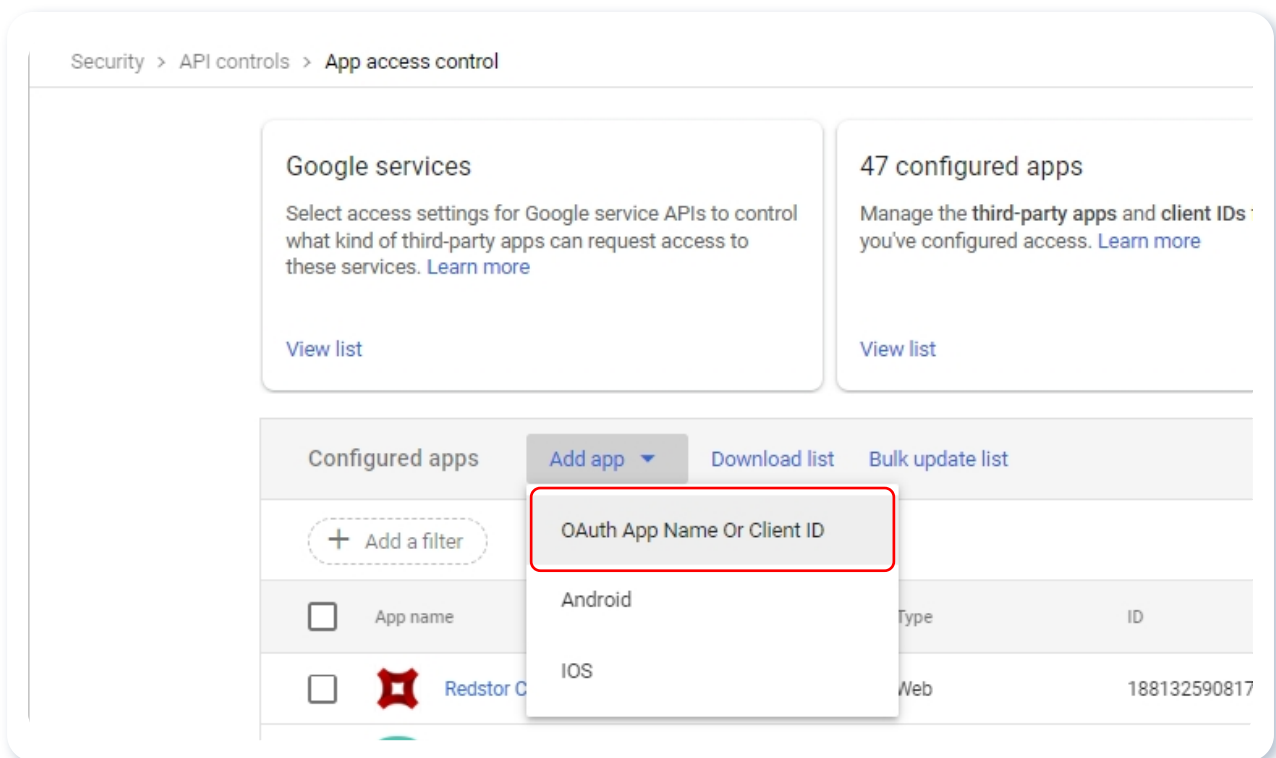 Security > API controls > App access control
Google services
Select access settings for Google service APIs to control
what kind of third-party apps can request access to
these services. Learn more
View list
47 configured apps
Manage the third-party apps and client IDs
you've configured access. Learn more
View list
Configured apps Add app Download list Bulk update list
OAuth App Name Or Client ID
+ Add a filter
Android
IOS
App name Type ID
Redstor C Web 188132590817